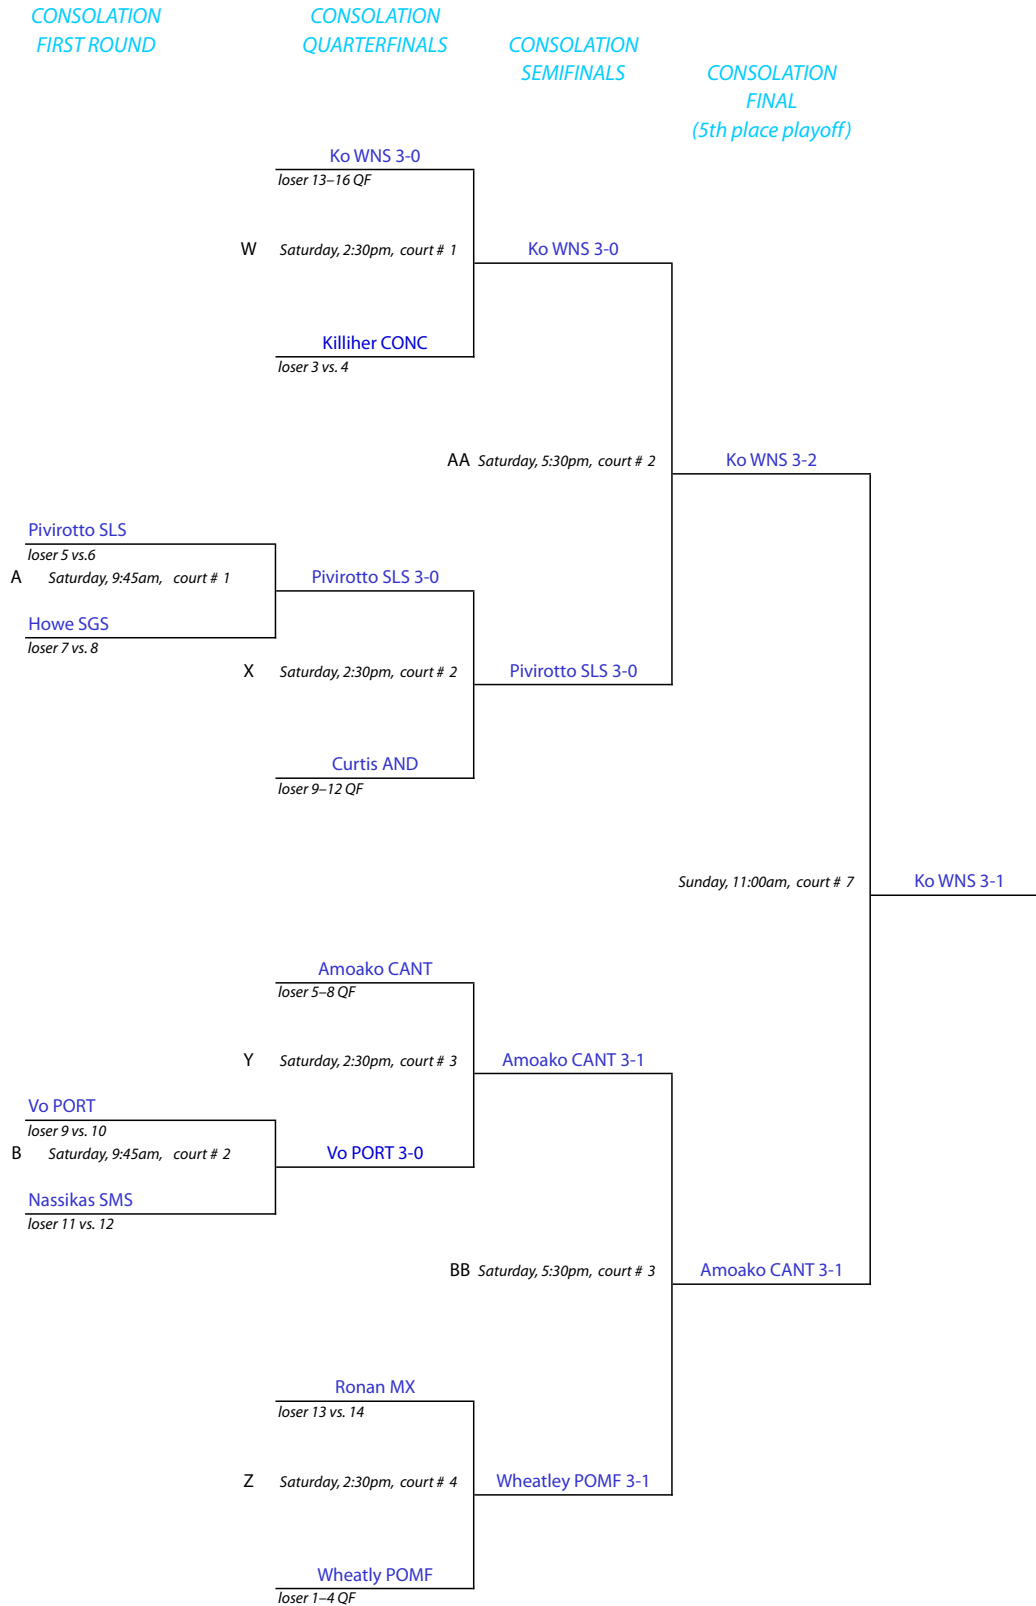 CONSOLATION
FIRST ROUND
CONSOLATION
QUARTERFINALS
CONSOLATION
SEMIFINALS
CONSOLATION
FINAL
(5th place playoff)
Ko WNS 3-0
loser 13–16 QF
W Saturday, 2:30pm, court # 1
Ko WNS 3-0
Killiher CONC
loser 3 vs. 4
AA Saturday, 5:30pm, court # 2
Ko WNS 3-2
Pivirotto SLS
loser 5 vs.6
A Saturday, 9:45am, court # 1
Pivirotto SLS 3-0
Howe SGS
loser 7 vs. 8
X Saturday, 2:30pm, court # 2
Pivirotto SLS 3-0
Curtis AND
loser 9–12 QF
Sunday, 11:00am, court # 7
Ko WNS 3-1
Amoako CANT
loser 5–8 QF
Y Saturday, 2:30pm, court # 3
Amoako CANT 3-1
Vo PORT
loser 9 vs. 10
B Saturday, 9:45am, court # 2
Vo PORT 3-0
Nassikas SMS
loser 11 vs. 12
BB Saturday, 5:30pm, court # 3
Amoako CANT 3-1
Ronan MX
loser 13 vs. 14
Z Saturday, 2:30pm, court # 4
Wheatley POMF 3-1
Wheatly POMF
loser 1–4 QF